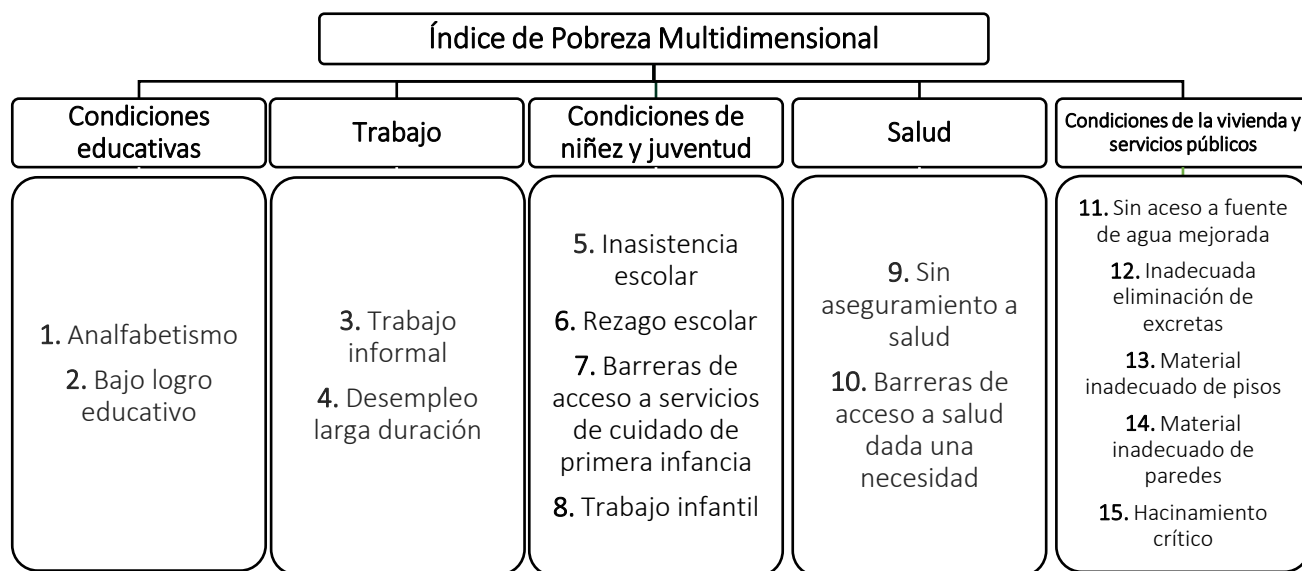 Índice de Pobreza Multidimensional
Condiciones
educativas
Trabajo
Condiciones de
niñez y juventud
Salud
Condiciones de la vivienda y
servicios públicos
1. Analfabetismo
2. Bajo logro
educativo
3. Trabajo
informal
4. Desempleo
larga duración
5. Inasistencia
escolar
6. Rezago escolar
7. Barreras de
acceso a servicios
de cuidado de
primera infancia
8. Trabajo infantil
9. Sin
aseguramiento a
salud
10. Barreras de
acceso a salud
dada una
necesidad
11. Sin aceso a fuente
de agua mejorada
12. Inadecuada
eliminación de
excretas
13. Material
inadecuado de pisos
14. Material
inadecuado de
paredes
15. Hacinamiento
crítico